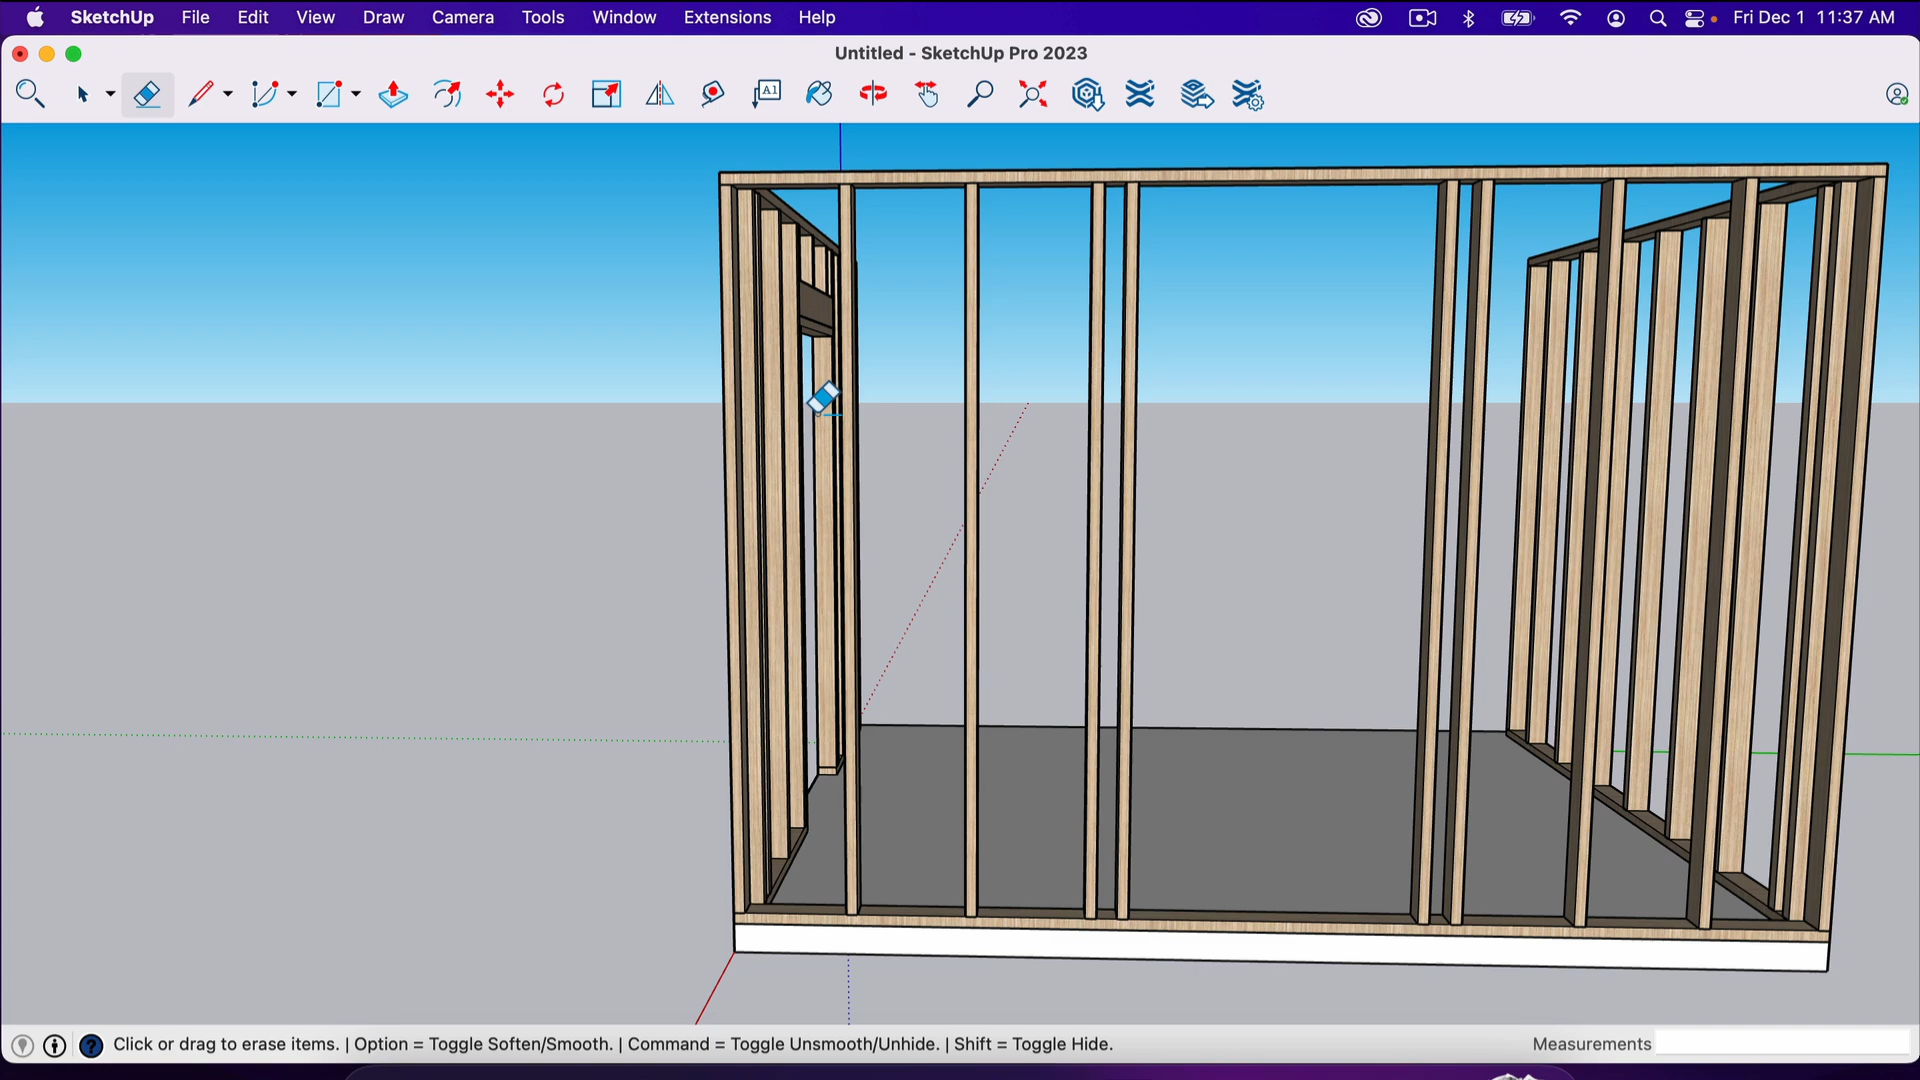 SketchUp File Edit View Draw Camera Tools Window Extensions Help Fri Dec 1 11:37 AM
Untitled - SketchUp Pro 2023
A1
Click or drag to erase items. | Option = Toggle Soften/Smooth. | Command = Toggle Unsmooth/Unhide. | Shift = Toggle Hide. Measurements